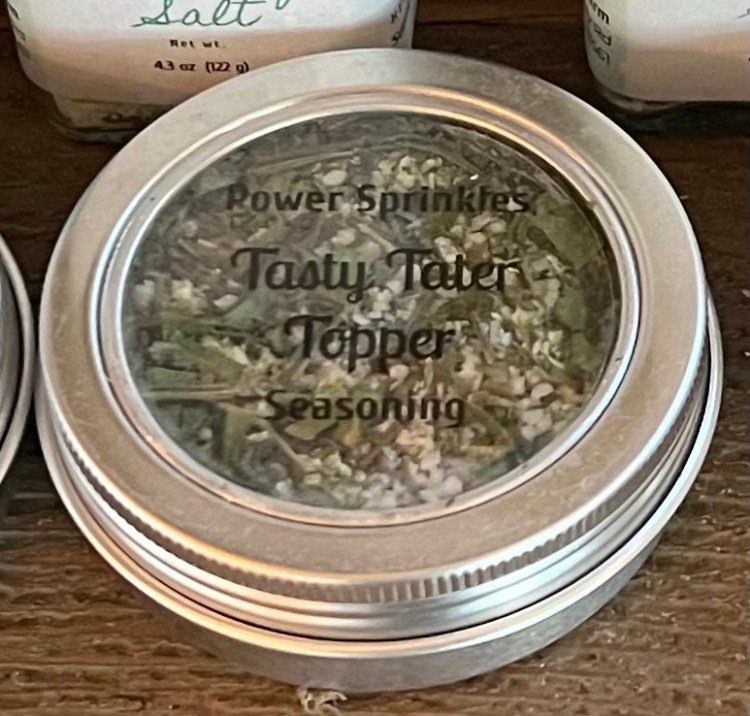 Salt
Net wt.
4.3 oz (122 g)
Power Sprinkles
Tasty Tater
Topper
Seasoning